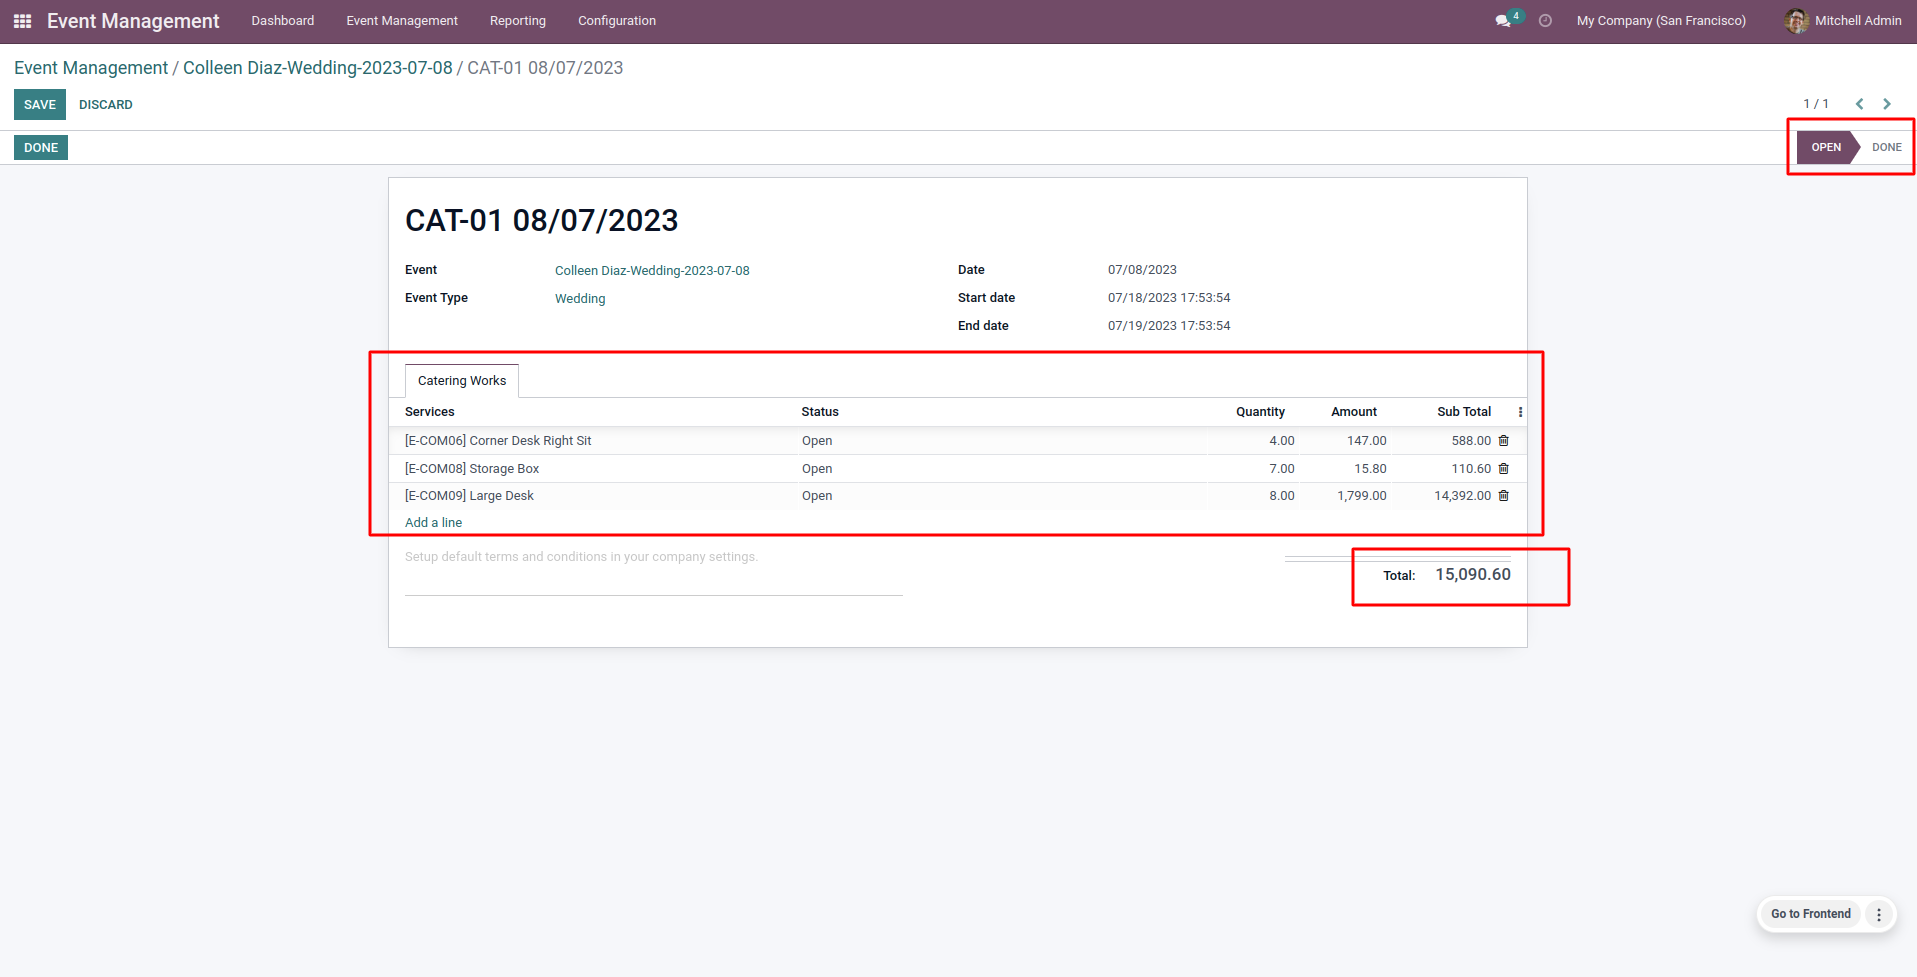 Event Management Dashboard Event Management Reporting Configuration 4 My Company (San Francisco) Mitchell Admin
Event Management / Colleen Diaz-Wedding-2023-07-08 / CAT-01 08/07/2023
SAVE DISCARD 1 / 1
DONE OPEN DONE
CAT-01 08/07/2023
Event Colleen Diaz-Wedding-2023-07-08 Date 07/08/2023
Event Type Wedding Start date 07/18/2023 17:53:54
End date 07/19/2023 17:53:54
Catering Works
Services Status Quantity Amount Sub Total
[E-COM06] Corner Desk Right Sit Open 4.00 147.00 588.00
[E-COM08] Storage Box Open 7.00 15.80 110.60
[E-COM09] Large Desk Open 8.00 1,799.00 14,392.00
Add a line
Setup default terms and conditions in your company settings.
Total: 15,090.60
Go to Frontend